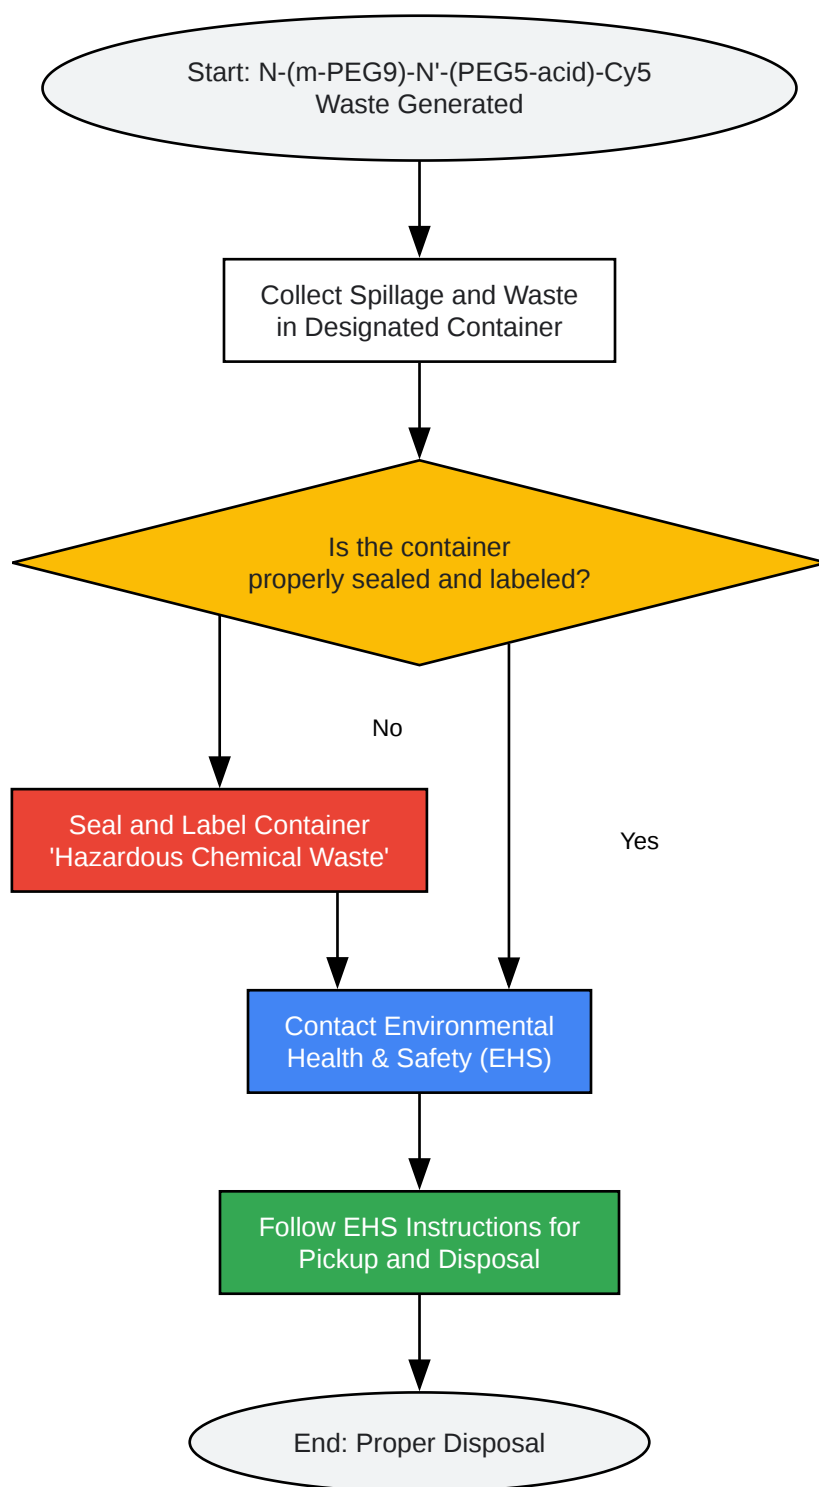 Start: N-(m-PEG9)-N'-(PEG5-acid)-Cy5
Waste Generated
Collect Spillage and Waste
in Designated Container
Is the container
properly sealed and labeled?
No
Seal and Label Container
'Hazardous Chemical Waste'
Yes
Contact Environmental
Health & Safety (EHS)
Follow EHS Instructions for
Pickup and Disposal
End: Proper Disposal